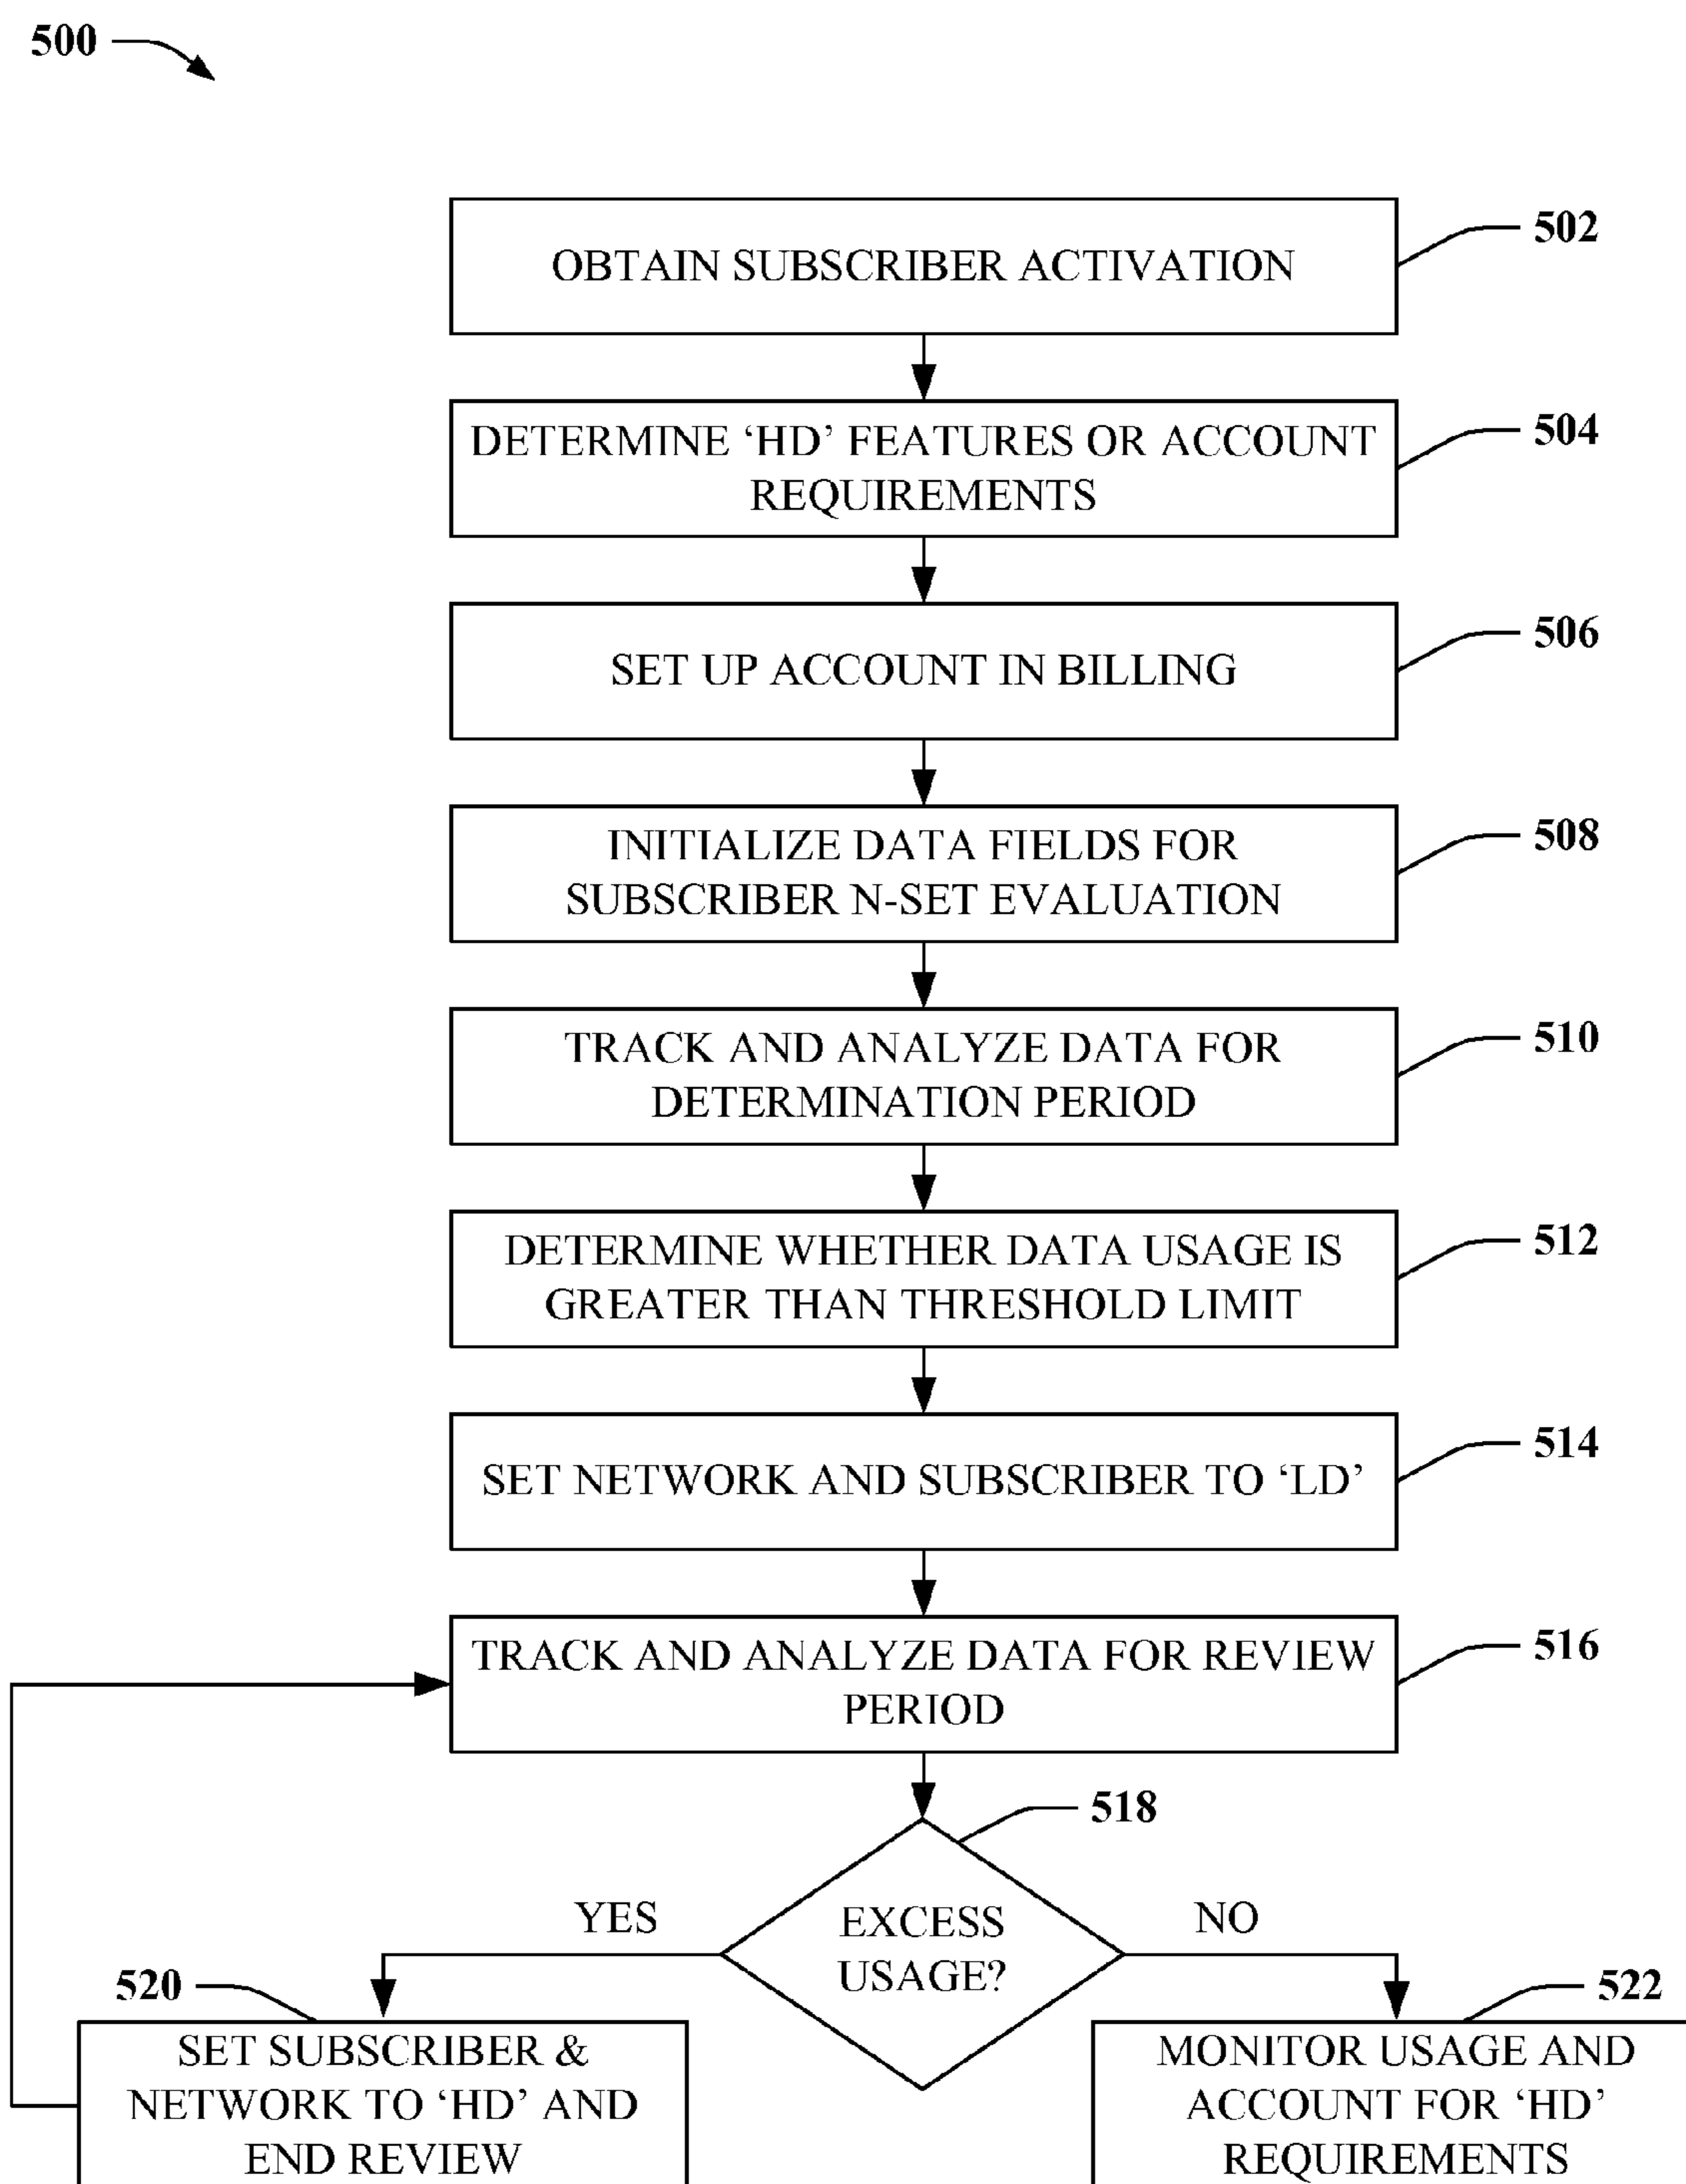 500
OBTAIN SUBSCRIBER ACTIVATION
502
DETERMINE ‘HD’ FEATURES OR ACCOUNT
REQUIREMENTS
504
SET UP ACCOUNT IN BILLING
506
INITIALIZE DATA FIELDS FOR
SUBSCRIBER N-SET EVALUATION
508
TRACK AND ANALYZE DATA FOR
DETERMINATION PERIOD
510
DETERMINE WHETHER DATA USAGE IS
GREATER THAN THRESHOLD LIMIT
512
SET NETWORK AND SUBSCRIBER TO ‘LD’
514
TRACK AND ANALYZE DATA FOR REVIEW
PERIOD
516
518
EXCESS
USAGE?
YES
NO
520
SET SUBSCRIBER &
NETWORK TO ‘HD’ AND
END REVIEW
522
MONITOR USAGE AND
ACCOUNT FOR ‘HD’
REQUIREMENTS